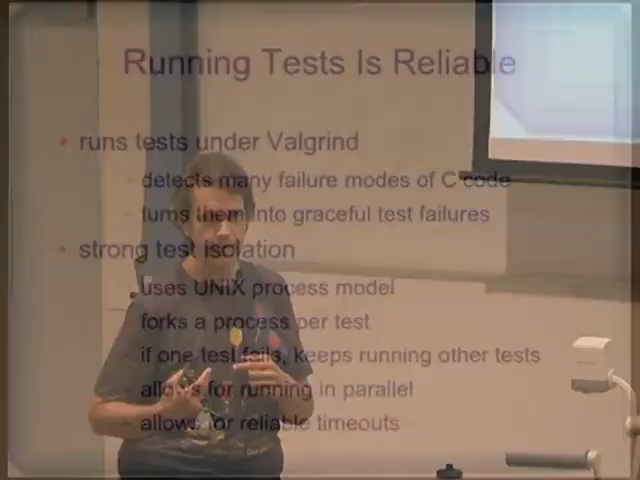 Running Tests Is Reliable
runs tests under Valgrind
detects many failure modes of C code
turns them into graceful test failures
strong test isolation
uses UNIX process model
forks a process per test
if one test fails, keeps running other tests
allows for running in parallel
allows for reliable timeouts